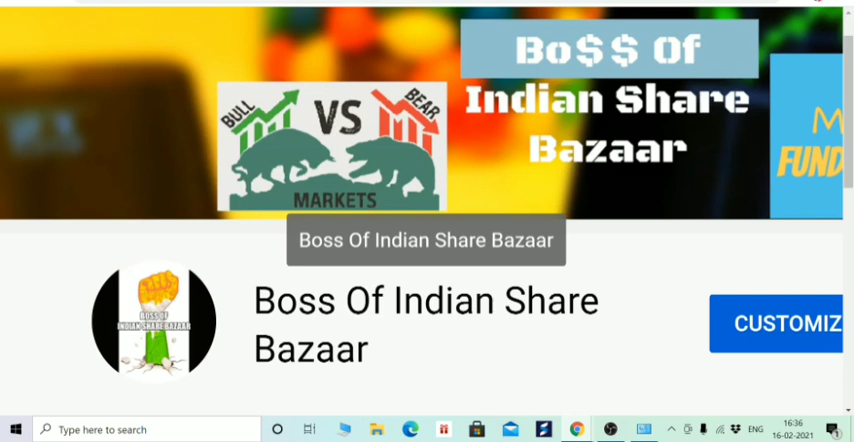 Bo$$ Of
Indian Share
Bazaar
BULL
VS
BEAR
MARKETS
FUND
Boss Of Indian Share Bazaar
BOSS OF
INDIAN SHARE BAZAAR
Boss Of Indian Share
Bazaar
CUSTOMIZ
Type here to search
ENG
16:36
16-02-2021